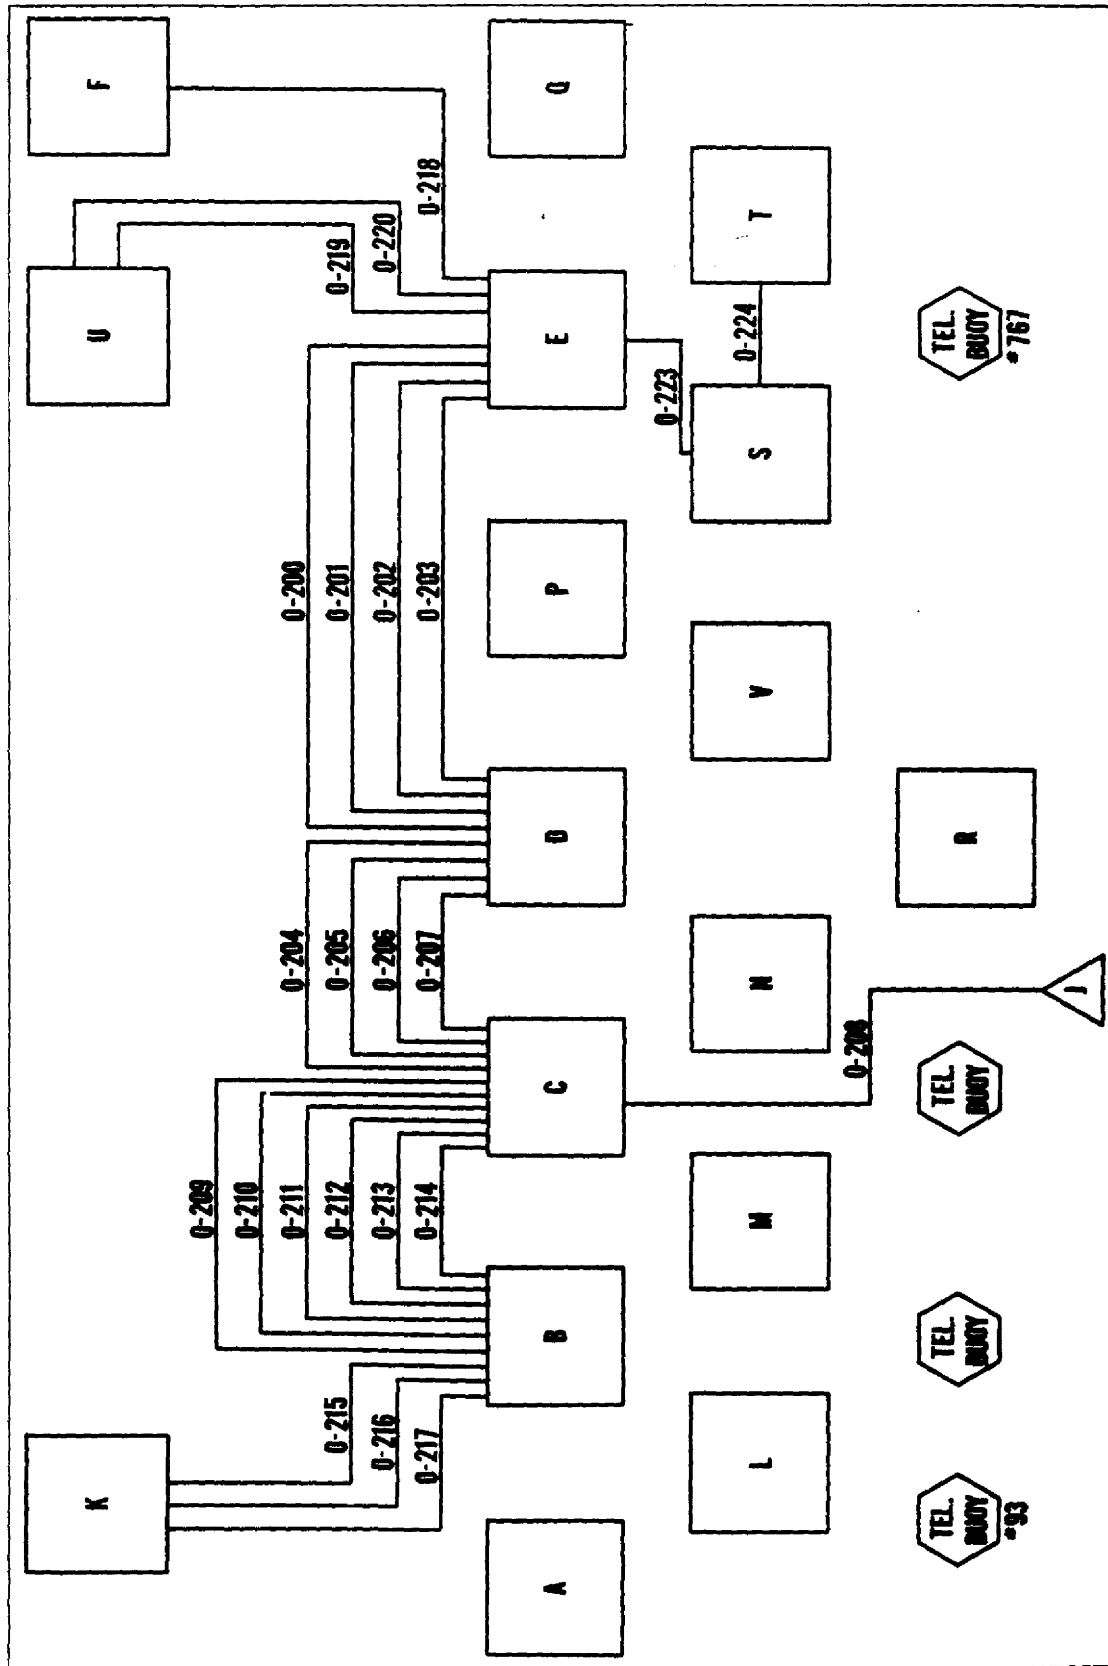 K
U
F
0-209
0-210
0-211
0-204
0-200
0-215
0-212
0-205
0-201
0-219
0-216
0-213
0-206
0-202
0-220
0-217
0-214
0-207
0-203
0-218
A
B
C
D
P
E
Q
0-223
0-224
L
M
N
V
S
T
0-208
TEL.
BUOY
#93
TEL.
BUOY
TEL.
BUOY
R
TEL.
BUOY
#767
J